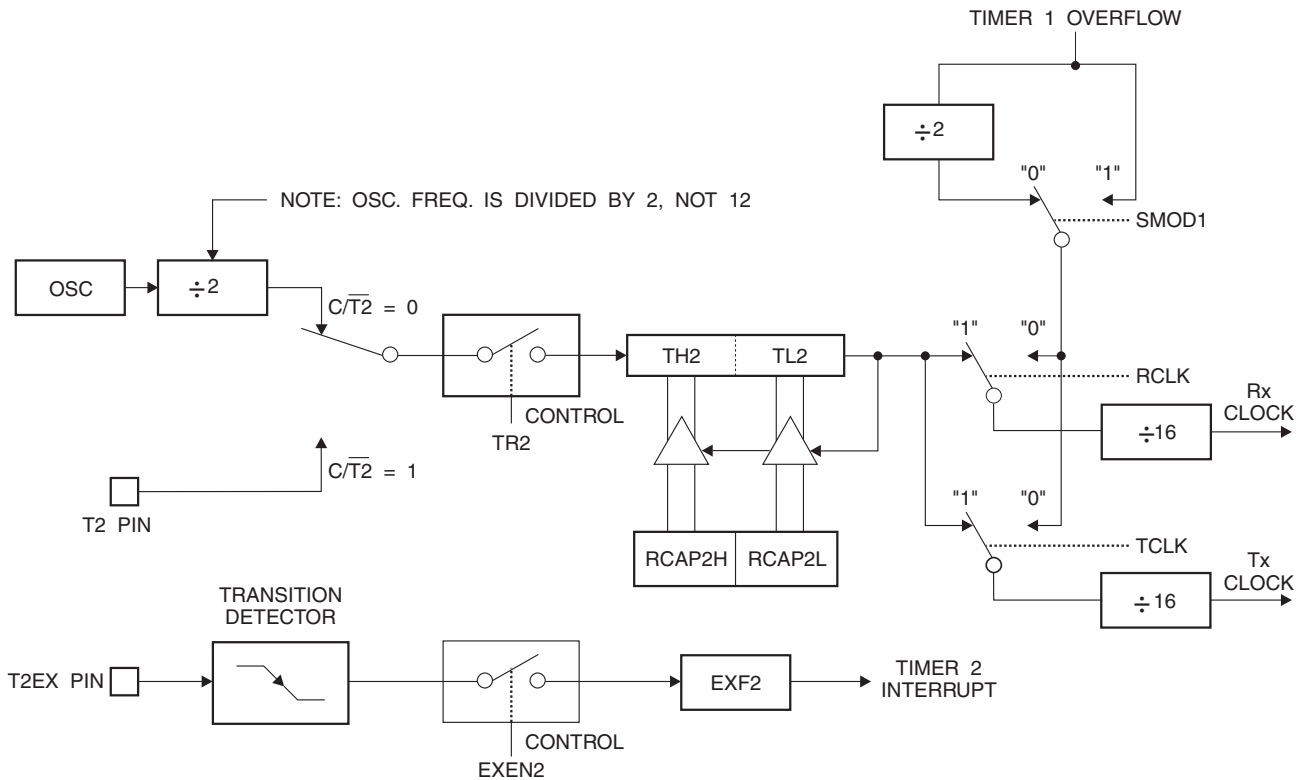 TIMER 1 OVERFLOW
÷2
"0" "1"
NOTE: OSC. FREQ. IS DIVIDED BY 2, NOT 12
SMOD1
OSC
÷2
C/T̅2̅ = 0
"1" "0"
TH2 TL2
RCLK
Rx
CLOCK
CONTROL
TR2
÷16
C/T̅2̅ = 1
"1" "0"
T2 PIN
TCLK
RCAP2H RCAP2L
Tx
CLOCK
÷16
TRANSITION
DETECTOR
T2EX PIN
EXF2
TIMER 2
INTERRUPT
CONTROL
EXEN2